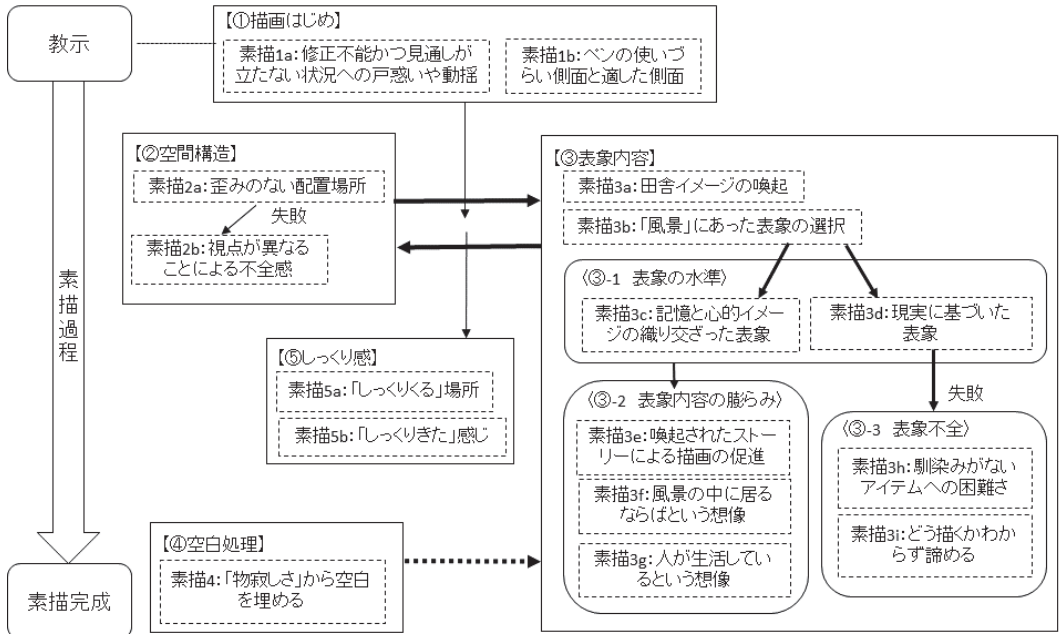 教示
素描過程
素描完成
【①描画はじめ】
素描1a：修正不能かつ見通しが
立たない状況への戸惑いや動揺
素描1b：ペンの使いづ
らい側面と適した側面
【②空間構造】
素描2a：歪みのない配置場所
失敗
素描2b：視点が異なる
ことによる不全感
【③表象内容】
素描3a：田舎イメージの喚起
素描3b：「風景」にあった表象の選択
〈③-1 表象の水準〉
素描3c：記憶と心的イメー
ジの織り交ざった表象
素描3d：現実に基づいた
表象
失敗
〈③-2 表象内容の膨らみ〉
素描3e：喚起されたストー
リーによる描画の促進
素描3f：風景の中に居る
ならばという想像
素描3g：人が生活してい
るという想像
〈③-3 表象不全〉
素描3h：馴染みがない
アイテムへの困難さ
素描3i：どう描くかわか
らず諦める
【⑤しっくり感】
素描5a：「しっくりくる」場所
素描5b：「しっくりきた」感じ
【④空白処理】
素描4：「物寂しさ」から空白
を埋める